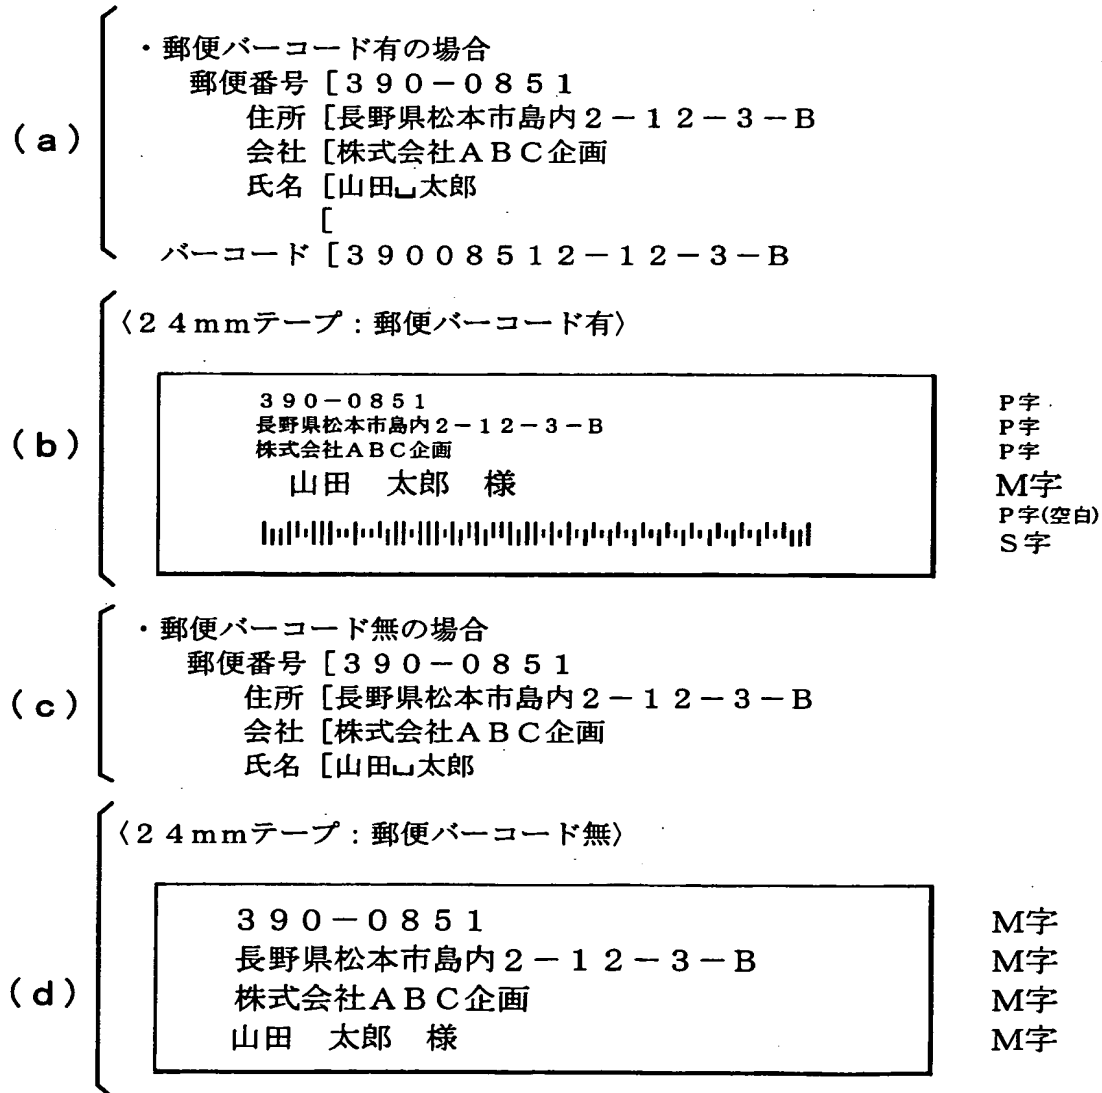 ・郵便バーコード有の場合
郵便番号 [390-0851
住所 [長野県松本市島内2-12-3-B
(a)
会社 [株式会社ABC企画
氏名 [山田␣太郎
[
バーコード [39008512-12-3-B
〈24mmテープ:郵便バーコード有〉
390-0851 P字
長野県松本市島内2-12-3-B P字
(b)
株式会社ABC企画 P字
山田 太郎 様 M字
P字(空白)
S字
・郵便バーコード無の場合
郵便番号 [390-0851
住所 [長野県松本市島内2-12-3-B
(c)
会社 [株式会社ABC企画
氏名 [山田␣太郎
〈24mmテープ:郵便バーコード無〉
390-0851 M字
長野県松本市島内2-12-3-B M字
(d)
株式会社ABC企画 M字
山田 太郎 様 M字